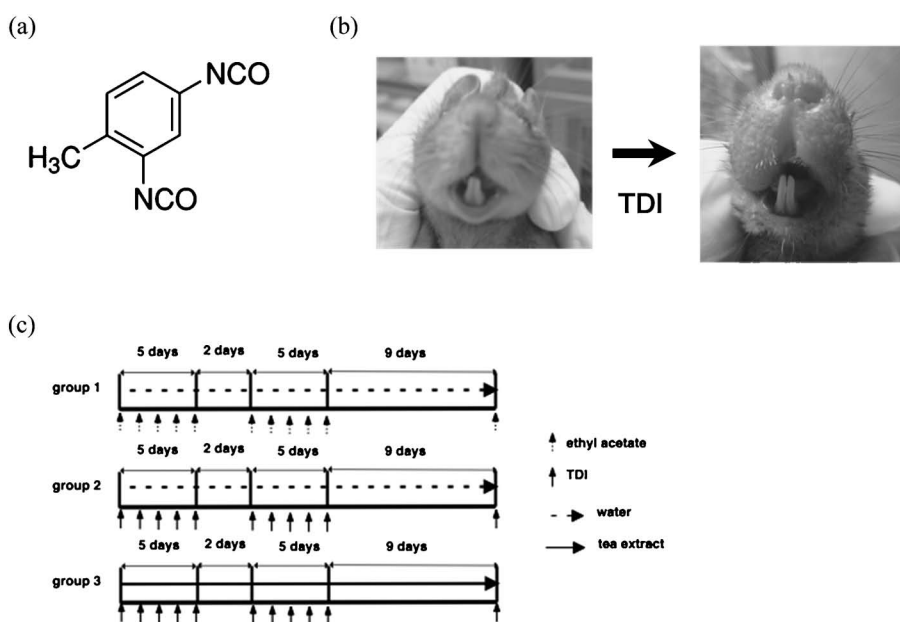 (a)
NCO
H₃C
NCO
(b)
TDI
(c)
5 days 2 days 5 days 9 days
group 1
5 days 2 days 5 days 9 days
group 2
5 days 2 days 5 days 9 days
group 3
ethyl acetate
TDI
water
tea extract